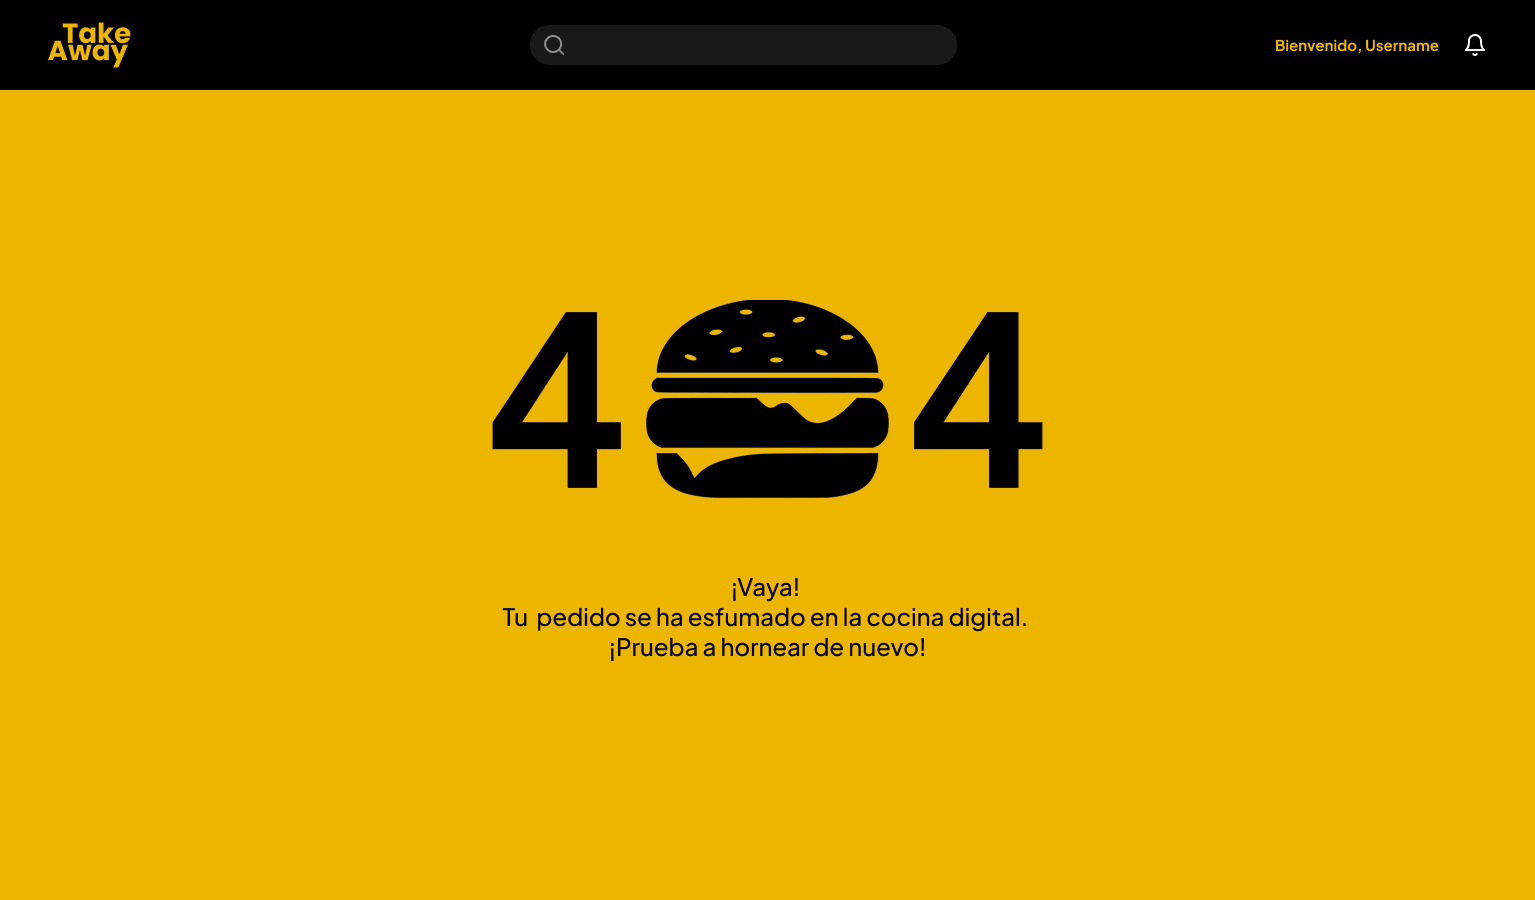 Take
Away
Bienvenido, Username
4 4
¡Vaya!
Tu pedido se ha esfumado en la cocina digital.
¡Prueba a hornear de nuevo!